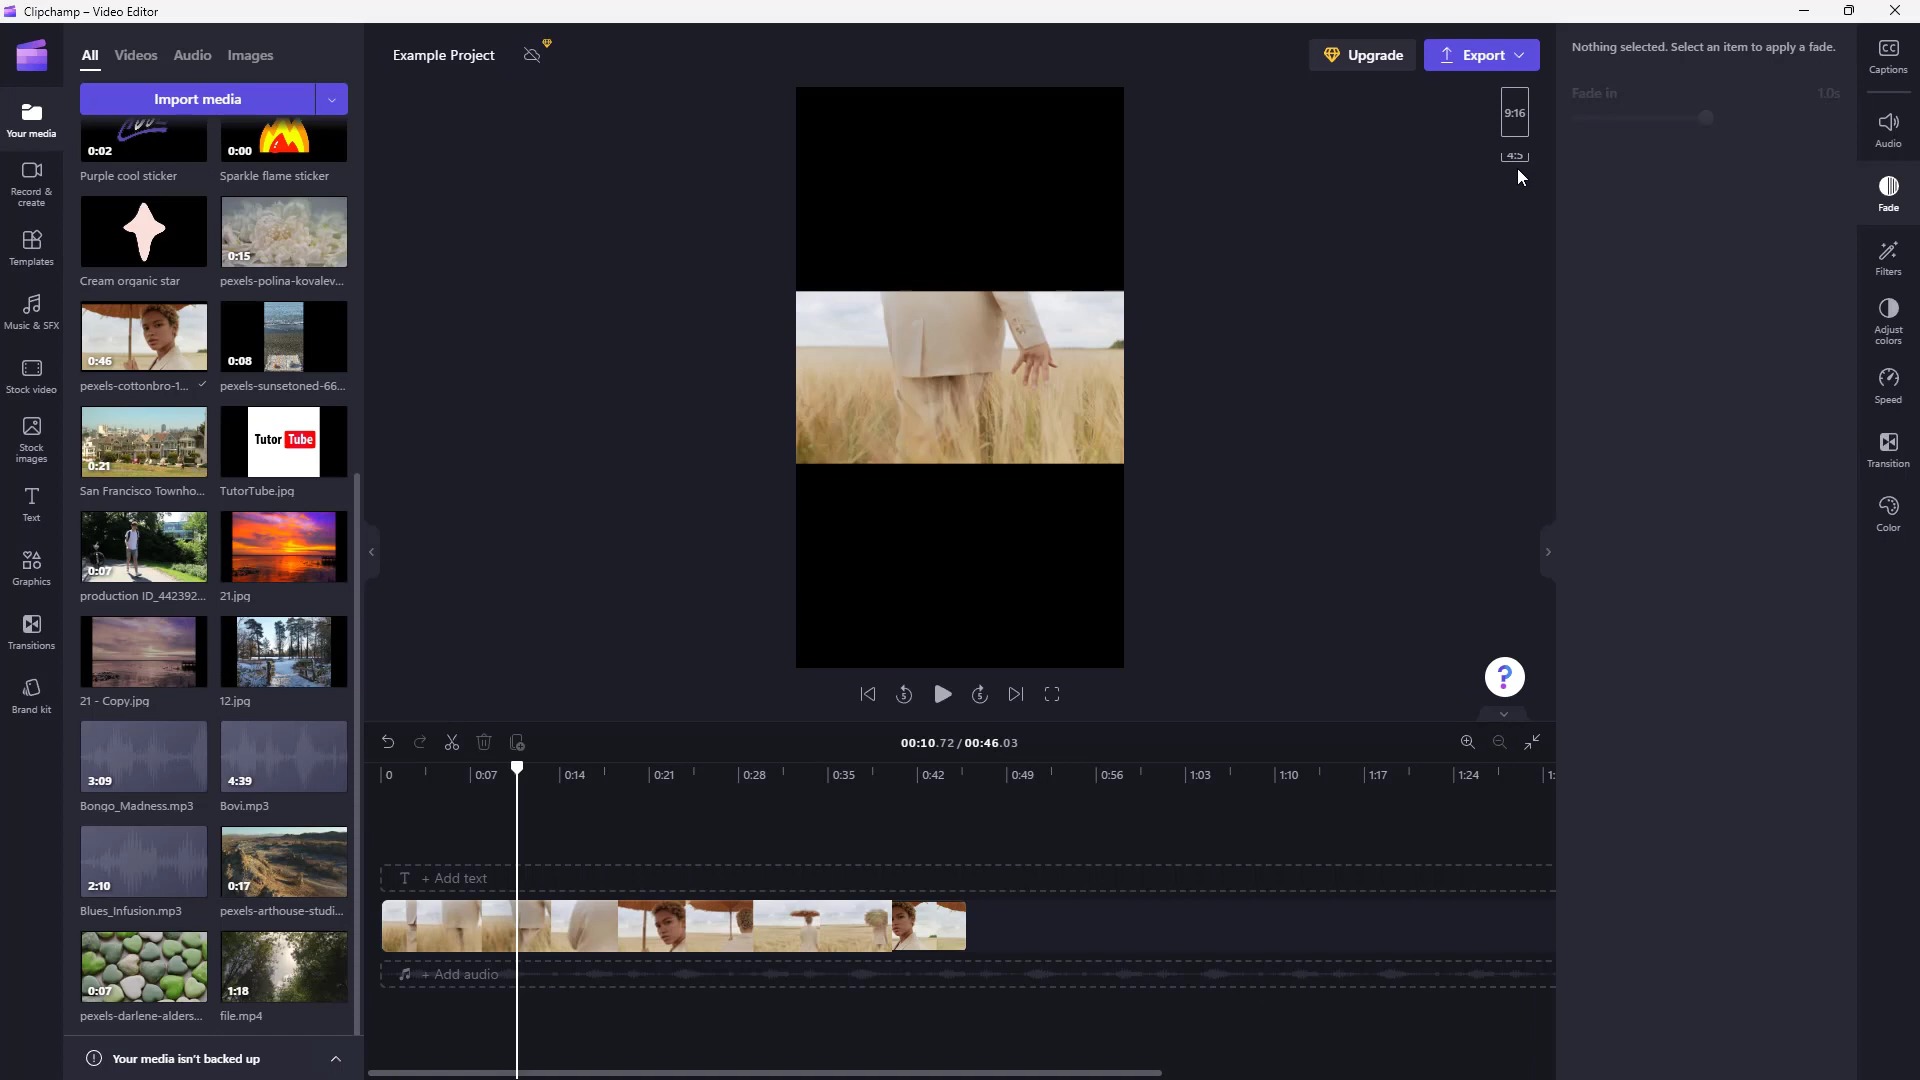 Clipchamp – Video Editor
All Videos Audio Images
Example Project
Upgrade
Export
Nothing selected. Select an item to apply a fade.
Fade in 1.0s
Import media
Your media
Record & create
Templates
Music & SFX
Stock video
Stock images
Text
Graphics
Transitions
Brand kit
0:02
0:00
Purple cool sticker
Sparkle flame sticker
0:15
Cream organic star
pexels-polina-kovalev...
0:46
0:08
pexels-cottonbro-1...
pexels-sunsetoned-66...
0:21
Tutor Tube
San Francisco Townho...
TutorTube.jpg
0:07
production ID_442392...
21.jpg
21 - Copy.jpg
12.jpg
3:09
4:39
Bongo_Madness.mp3
Bovi.mp3
2:10
0:17
Blues_Infusion.mp3
pexels-arthouse-studi...
0:07
1:18
pexels-darlene-alders...
file.mp4
Your media isn't backed up
9:16
4:5
5
5
?
00:10.72 / 00:46.03
0 0:07 0:14 0:21 0:28 0:35 0:42 0:49 0:56 1:03 1:10 1:17 1:24 1:
T + Add text
+ Add audio
CC
Captions
Audio
Fade
Filters
Adjust colors
Speed
Transition
Color